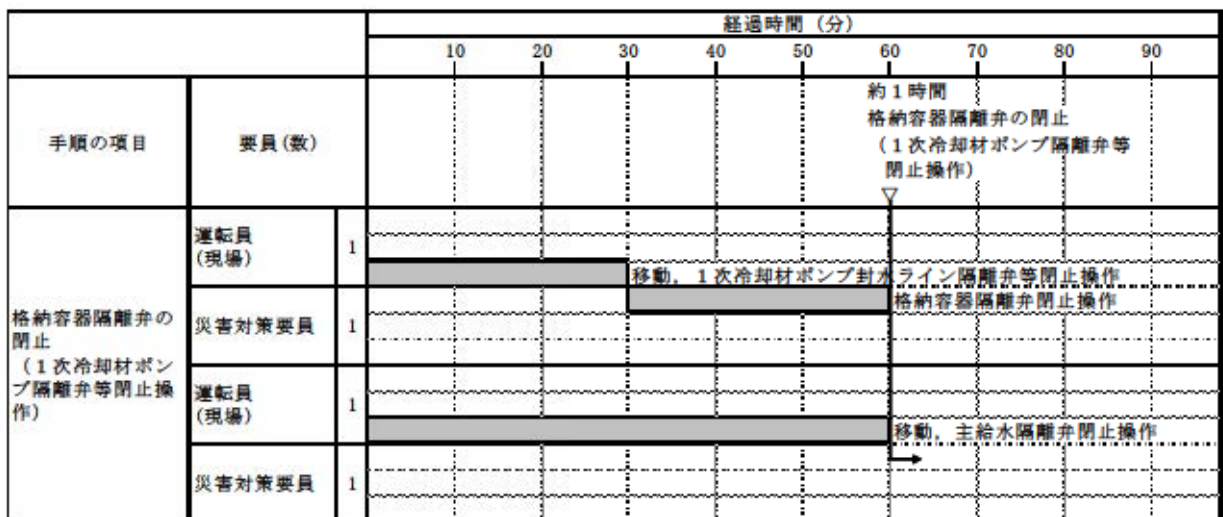 経過時間（分）
10 20 30 40 50 60 70 80 90
手順の項目
要員(数)
約１時間
格納容器隔離弁の閉止
（１次冷却材ポンプ隔離弁等
閉止操作）
▽
格納容器隔離弁の
閉止
（１次冷却材ポン
プ隔離弁等閉止操
作）
運転員
(現場)
1
移動，１次冷却材ポンプ封水ライン隔離弁等閉止操作
格納容器隔離弁閉止操作
災害対策要員
1
運転員
(現場)
1
移動，主給水隔離弁閉止操作
災害対策要員
1